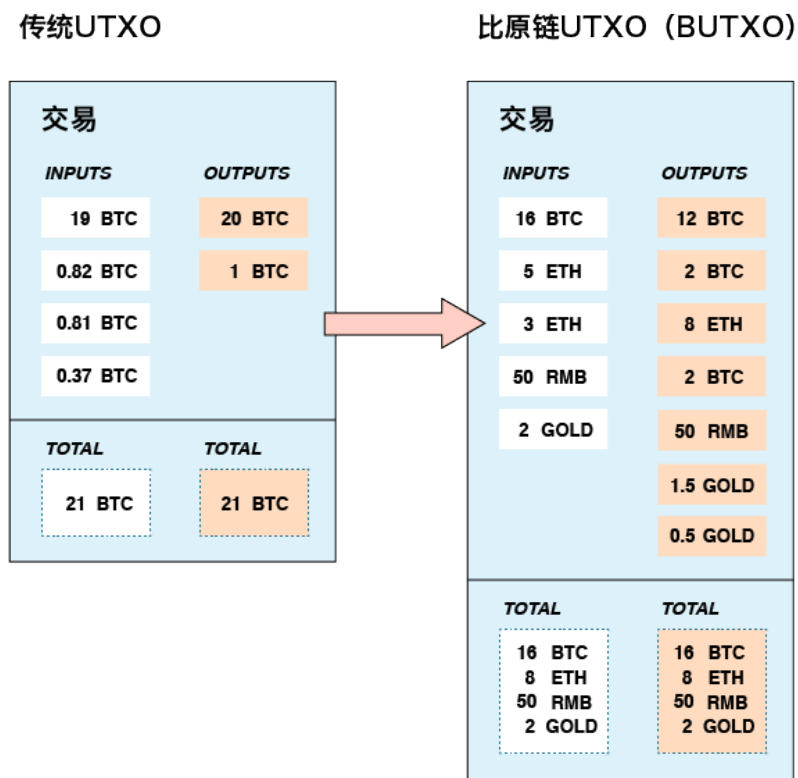 传统UTXO
交易
INPUTS OUTPUTS
19 BTC 20 BTC
0.82 BTC 1 BTC
0.81 BTC
0.37 BTC
TOTAL TOTAL
21 BTC 21 BTC
比原链UTXO（BUTXO）
交易
INPUTS OUTPUTS
16 BTC 12 BTC
5 ETH 2 BTC
3 ETH 8 ETH
50 RMB 2 BTC
2 GOLD 50 RMB
1.5 GOLD
0.5 GOLD
TOTAL TOTAL
16 BTC 16 BTC
8 ETH 8 ETH
50 RMB 50 RMB
2 GOLD 2 GOLD